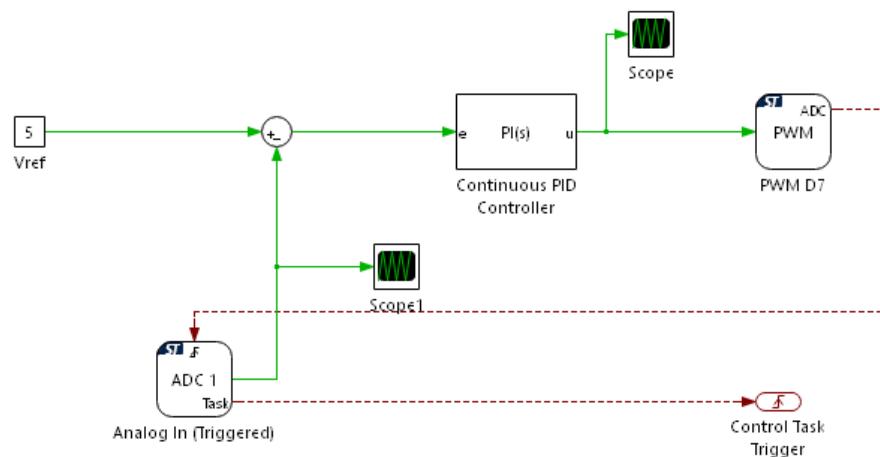 Scope
5
Vref
+
-
e
PI(s)
u
Continuous PID
Controller
ST
ADC
PWM
PWM D7
Scope1
ST
ADC 1
Task
Analog In (Triggered)
Control Task
Trigger